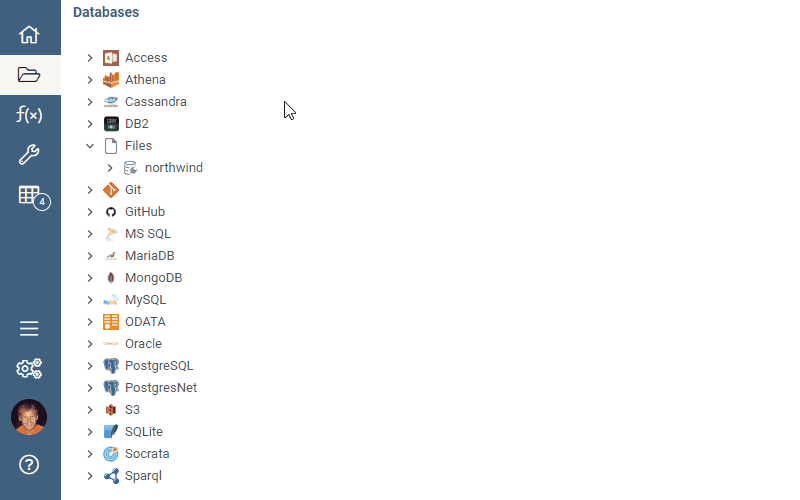 Databases
Access
Athena
Cassandra
DB2
Files
northwind
Git
GitHub
MS SQL
MariaDB
MongoDB
MySQL
ODATA
Oracle
PostgreSQL
PostgresNet
S3
SQLite
Socrata
Sparql
f(x)
4
?